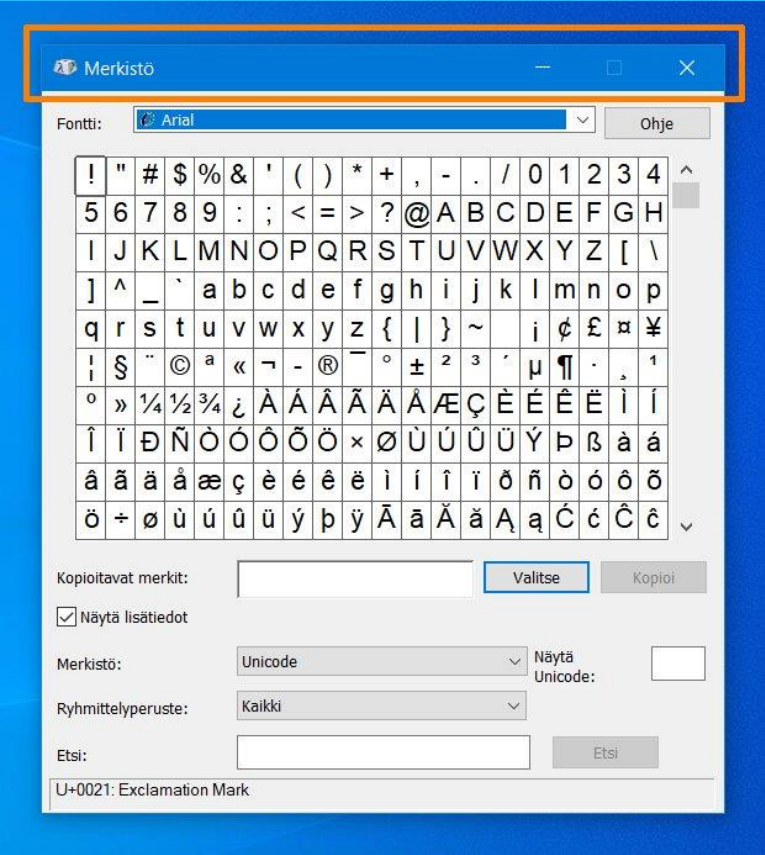 Merkistö
Fontti: Arial Ohje
! " # $ % & ' ( ) * + , - . / 0 1 2 3 4
5 6 7 8 9 : ; < = > ? @ A B C D E F G H
I J K L M N O P Q R S T U V W X Y Z [ \
] ^ _ ` a b c d e f g h i j k l m n o p
q r s t u v w x y z { | } ~ ¡ ¢ £ ¤ ¥
¦ § ¨ © ª « ¬ - ® ¯ ° ± ² ³ ´ µ ¶ · ¸ ¹
º » ¼ ½ ¾ ¿ À Á Â Ã Ä Å Æ Ç È É Ê Ë Ì Í
Î Ï Ð Ñ Ò Ó Ô Õ Ö × Ø Ù Ú Û Ü Ý Þ ß à á
â ã ä å æ ç è é ê ë ì í î ï ð ñ ò ó ô õ
ö ÷ ø ù ú û ü ý þ ÿ Ā ā Ă ă Ą ą Ć ć Ĉ ĉ
Kopioitavat merkit: Valitse Kopioi
Näytä lisätiedot
Merkistö: Unicode Näytä
Unicode:
Ryhmittelyperuste: Kaikki
Etsi: Etsi
U+0021: Exclamation Mark